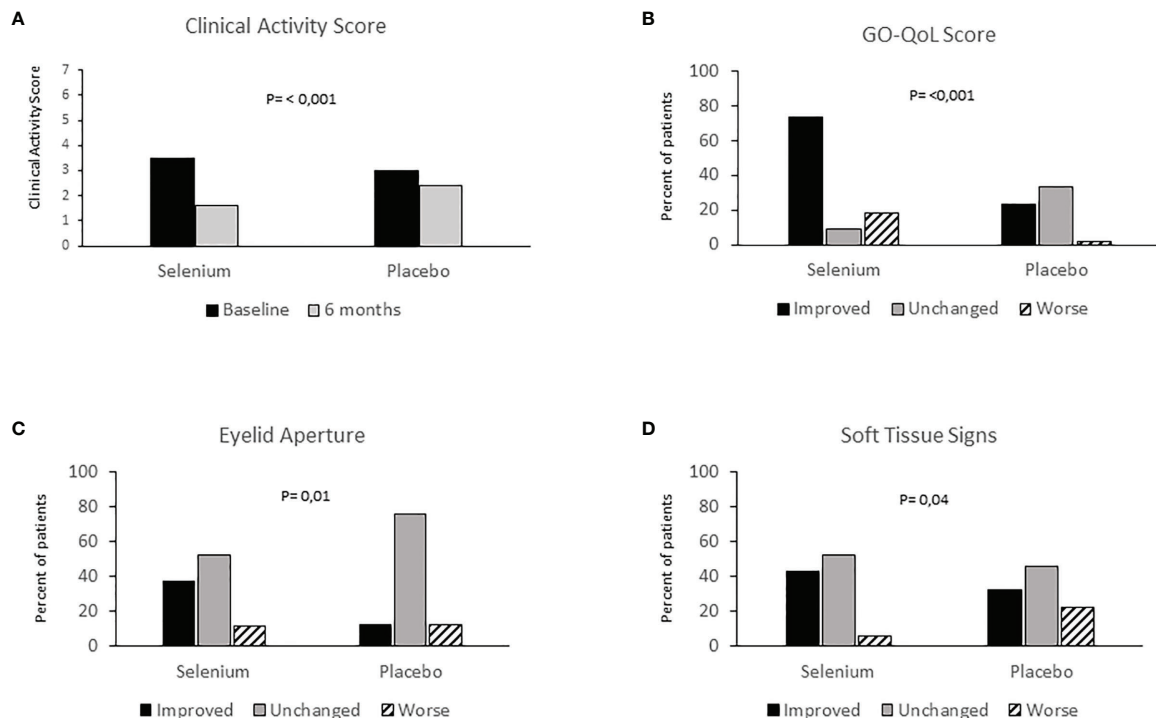 A
Clinical Activity Score
Clinical Activity Score
7
6
5
4
3
2
1
0
P= < 0,001
Selenium Placebo
Baseline 6 months
B
GO-QoL Score
Percent of patients
100
80
60
40
20
0
P= <0,001
Selenium Placebo
Improved Unchanged Worse
C
Eyelid Aperture
Percent of patients
100
80
60
40
20
0
P= 0,01
Selenium Placebo
Improved Unchanged Worse
D
Soft Tissue Signs
Percent of patients
100
80
60
40
20
0
P= 0,04
Selenium Placebo
Improved Unchanged Worse